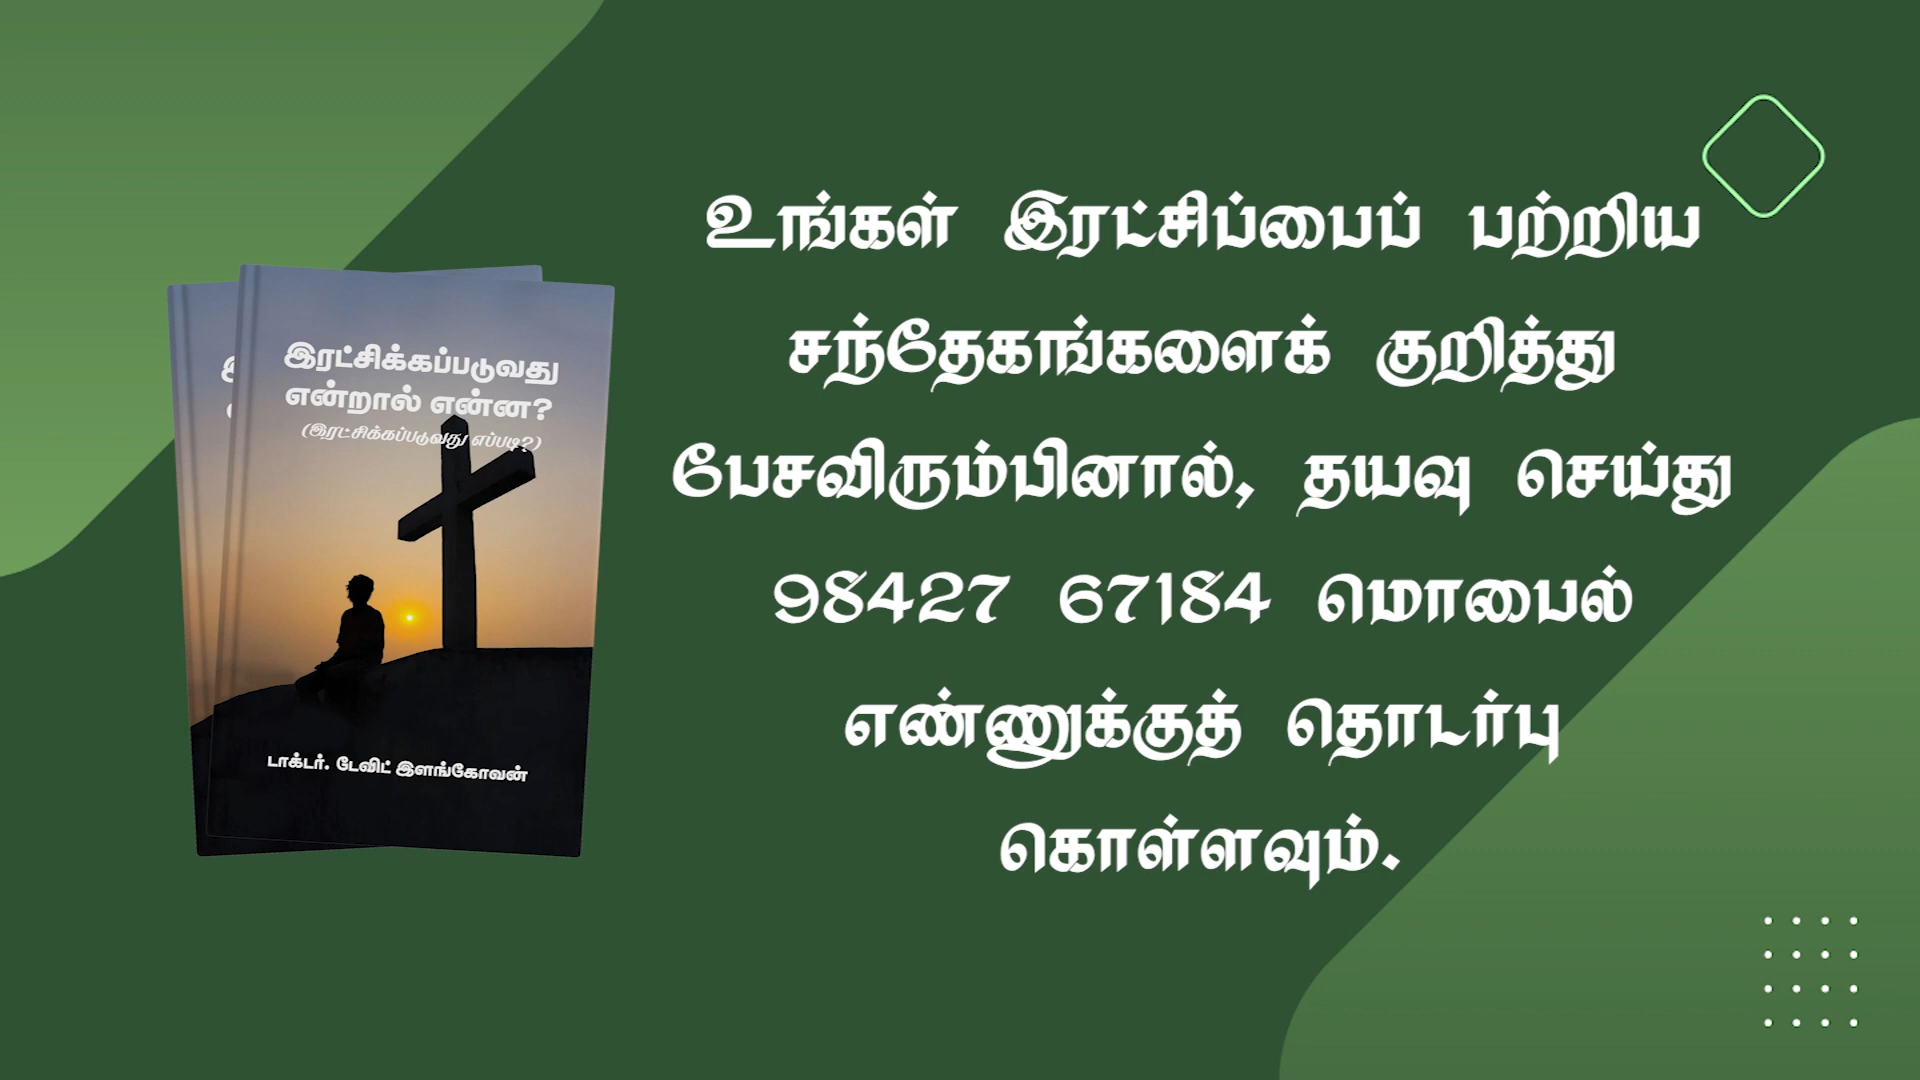 உங்கள் இரட்சிப்பைப் பற்றிய
சந்தேகங்களைக் குறித்து
பேசவிரும்பினால், தயவு செய்து
98427 67184 மொபைல்
எண்ணுக்குத் தொடர்பு
கொள்ளவும்.
இரட்சிக்கப்படுவது
என்றால் என்ன?
(இரட்சிக்கப்படுவது எப்படி?)
டாக்டர். டேவிட் இளங்கோவன்